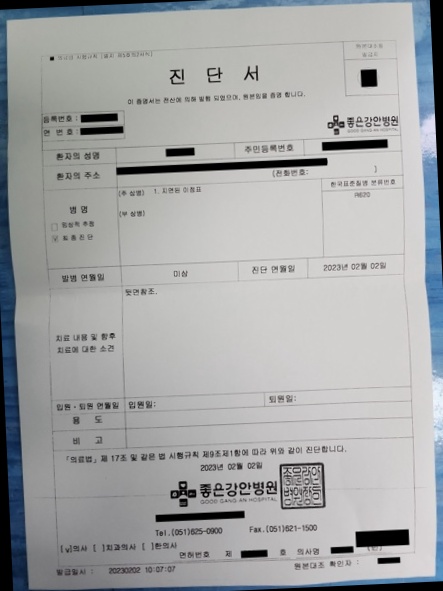 진 단 서
이 증명서는 전산에 의해 발행 되었으며, 원본임을 증명 합니다.
원본대조필
등록번호 :
연 번 호 :
좋은강안병원
GOOD GANG AN HOSPITAL
환자의 성명
주민등록번호
환자의 주소
(전화번호: )
병 명
□ 임상적 추정
☑ 최 종 진 단
(주 상병) 1. 지연된 이정표
(부 상병)
한국표준질병 분류번호
R620
발병 연월일 미상 진단 연월일 2023년 02월 02일
치료 내용 및 향후
치료에 대한 소견
뒷면참조.
입원·퇴원 연월일 입원일: 퇴원일:
용 도
비 고
「의료법」 제 17조 및 같은 법 시행규칙 제9조제1항에 따라 위와 같이 진단합니다.
2023년 02월 02일
좋은강안병원
GOOD GANG AN HOSPITAL
좋은강안
병원장등
Tel.(051)625-0900 Fax.(051)621-1500
[v]의사 [ ]치과의사 [ ]한의사
면허번호 제 호 의사명 (인)
발급일시 : 20230202 10:07:07 원본대조 확인자 :